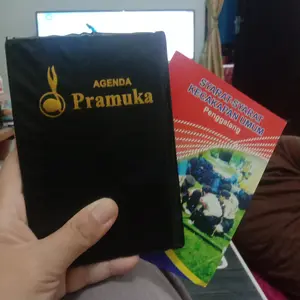 AGENDA
Pramuka
SYARAT-SYARAT
KECAKAPAN UMUM
Penggalang